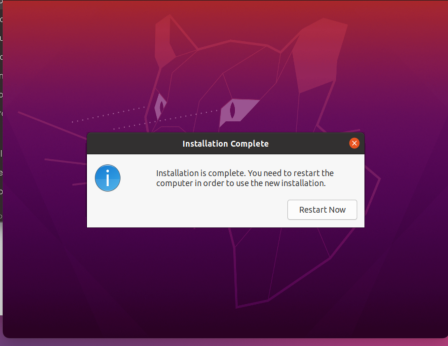 Installation Complete
Installation is complete. You need to restart the
computer in order to use the new installation.
Restart Now